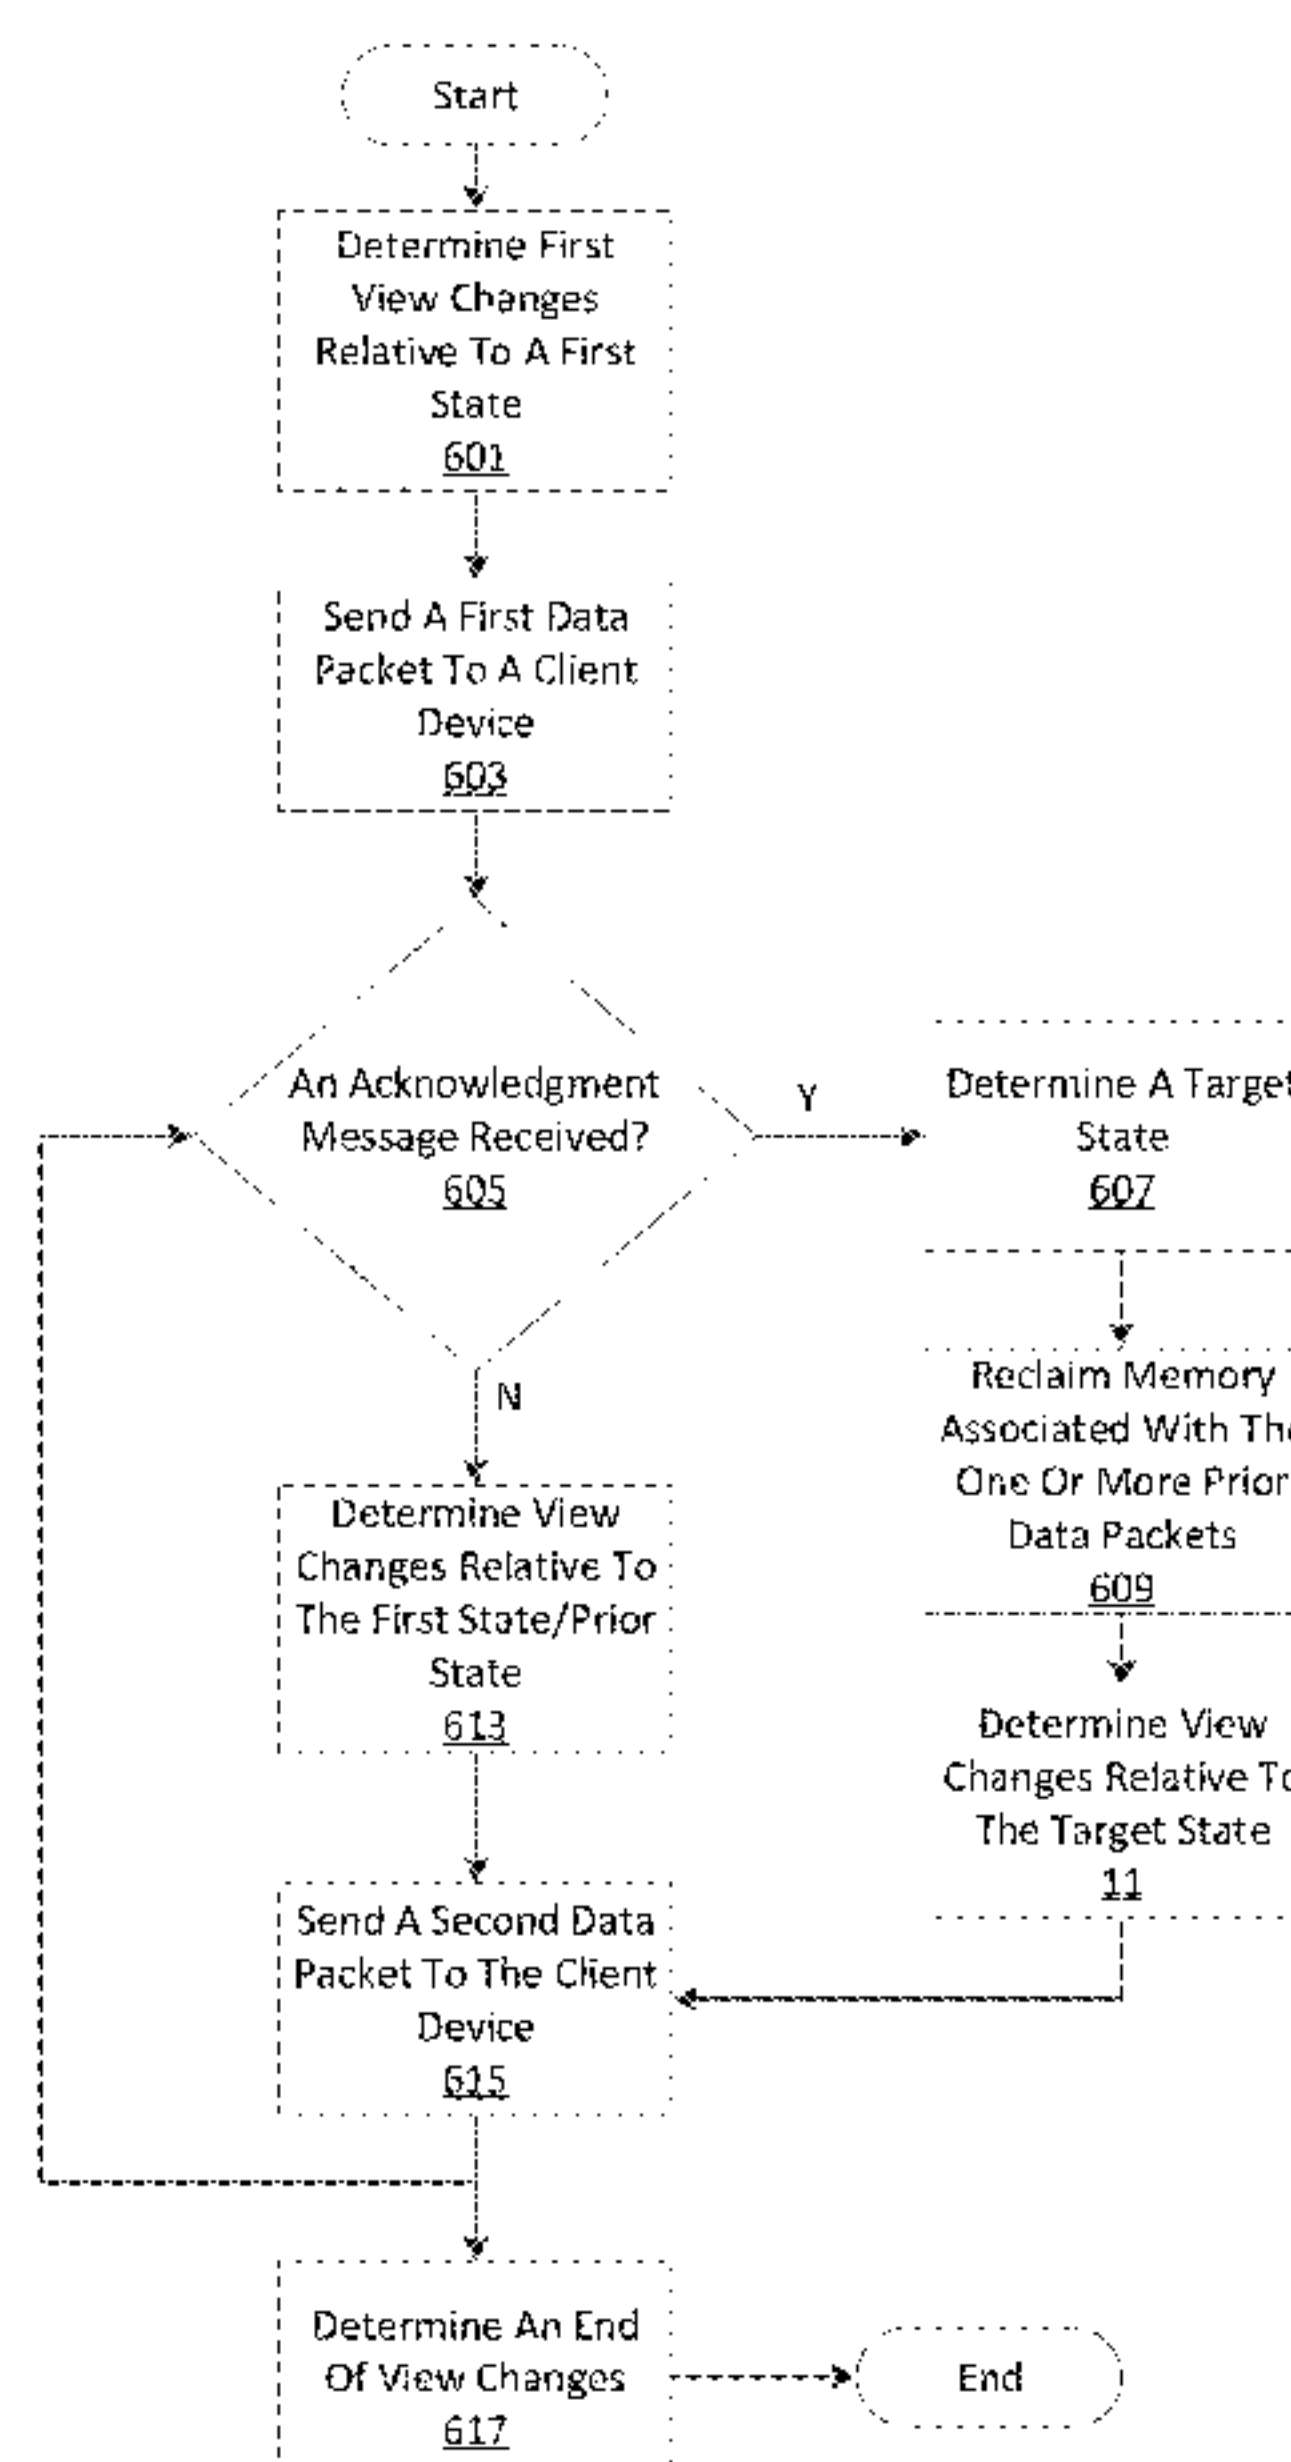 Start
Determine First
View Changes
Relative To A First
State
601
Send A First Data
Packet To A Client
Device
603
An Acknowledgment
Message Received?
605
Y
N
Determine A Target
State
607
Reclaim Memory
Associated With The
One Or More Prior
Data Packets
609
Determine View
Changes Relative To
The Target State
11
Determine View
Changes Relative To
The First State/Prior
State
613
Send A Second Data
Packet To The Client
Device
615
Determine An End
Of View Changes
617
End